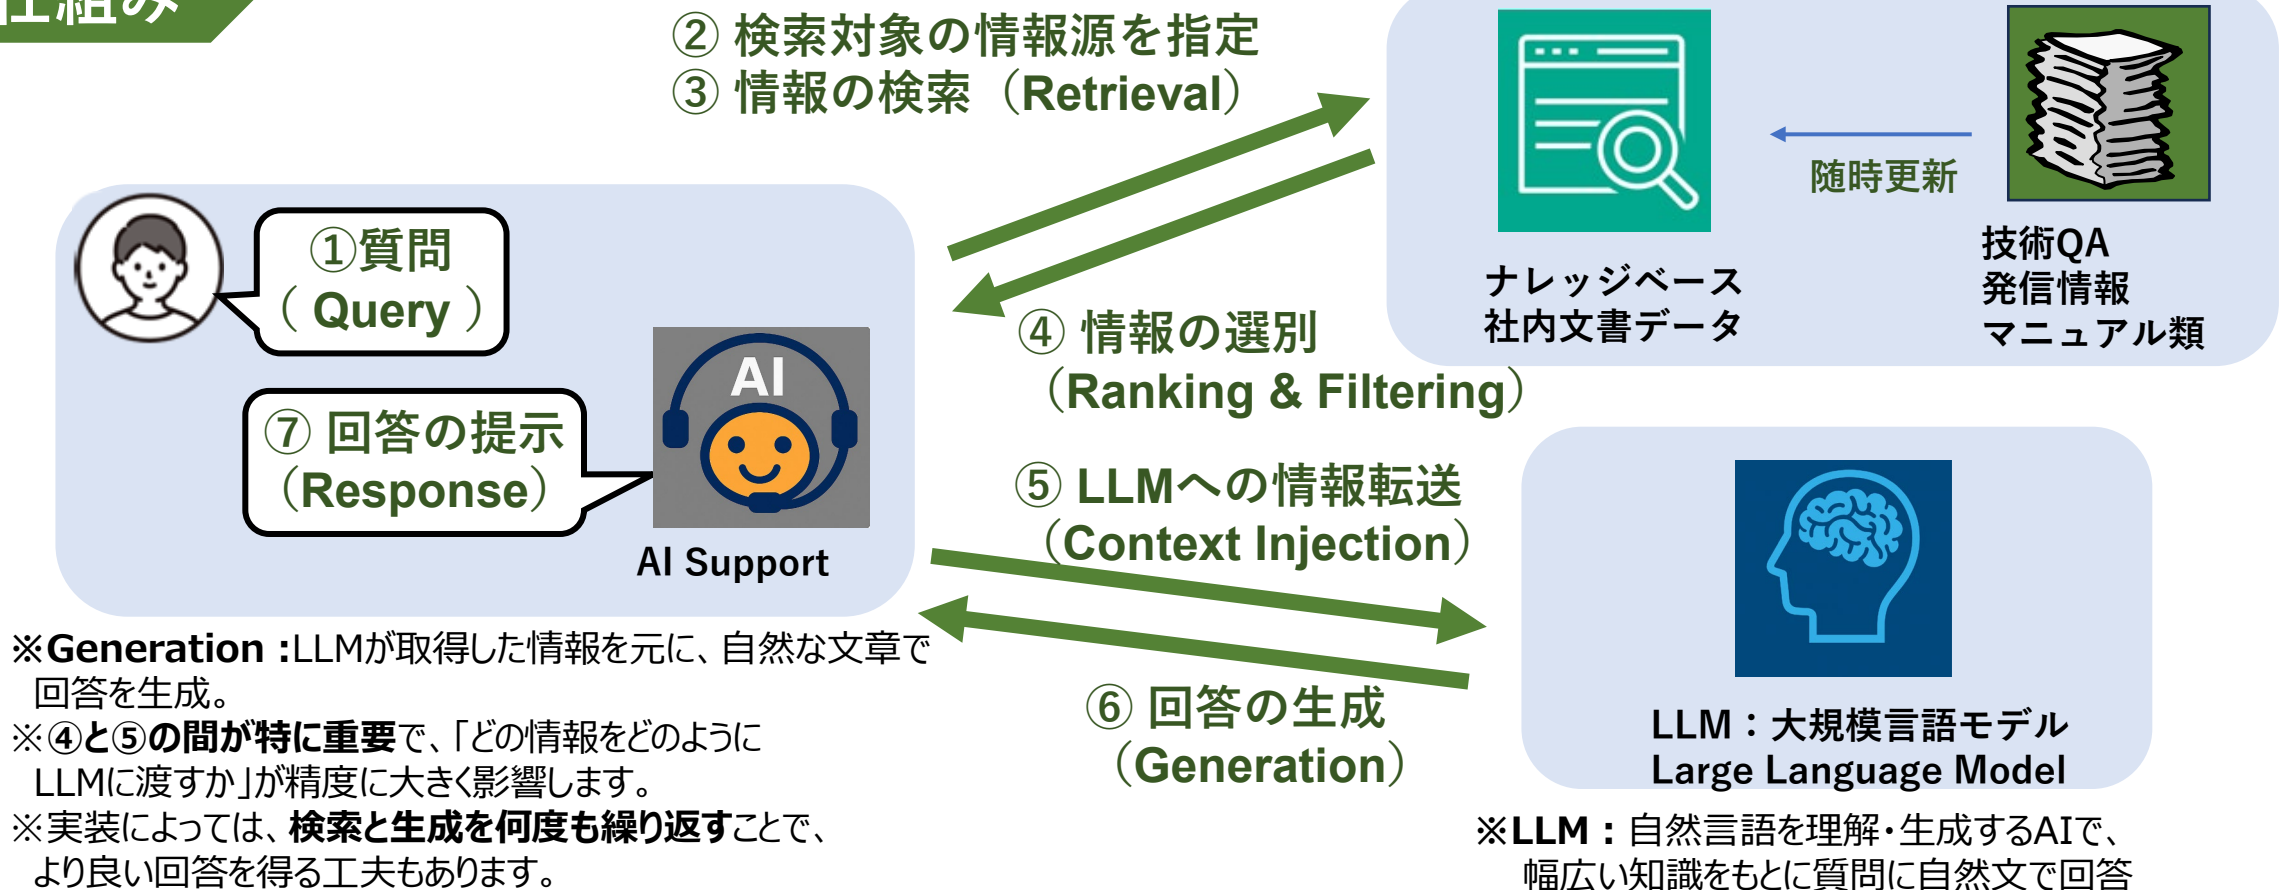 仕組み
② 検索対象の情報源を指定
③ 情報の検索（Retrieval）
随時更新
ナレッジベース
社内文書データ
技術QA
発信情報
マニュアル類
①質問
（ Query ）
⑦ 回答の提示
（Response）
AI
AI Support
④ 情報の選別
（Ranking & Filtering）
⑤ LLMへの情報転送
（Context Injection）
⑥ 回答の生成
（Generation）
LLM：大規模言語モデル
Large Language Model
※Generation :LLMが取得した情報を元に、自然な文章で
回答を生成。
※④と⑤の間が特に重要で、「どの情報をどのように
LLMに渡すか」が精度に大きく影響します。
※実装によっては、検索と生成を何度も繰り返すことで、
より良い回答を得る工夫もあります。
※LLM：自然言語を理解・生成するAIで、
幅広い知識をもとに質問に自然文で回答